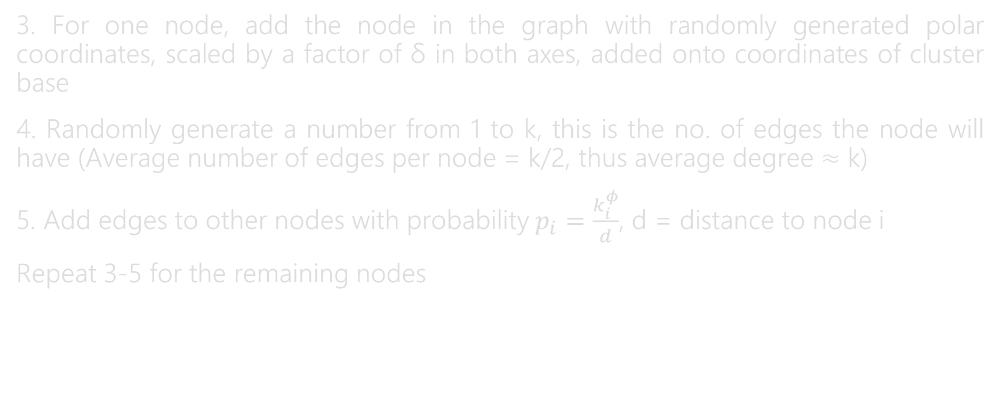 3. For one node, add the node in the graph with randomly generated polar
coordinates, scaled by a factor of δ in both axes, added onto coordinates of cluster
base
4. Randomly generate a number from 1 to k, this is the no. of edges the node will
have (Average number of edges per node = k/2, thus average degree ≈ k)
5. Add edges to other nodes with probability p_i = k_i^ϕ / d, d = distance to node i
Repeat 3-5 for the remaining nodes